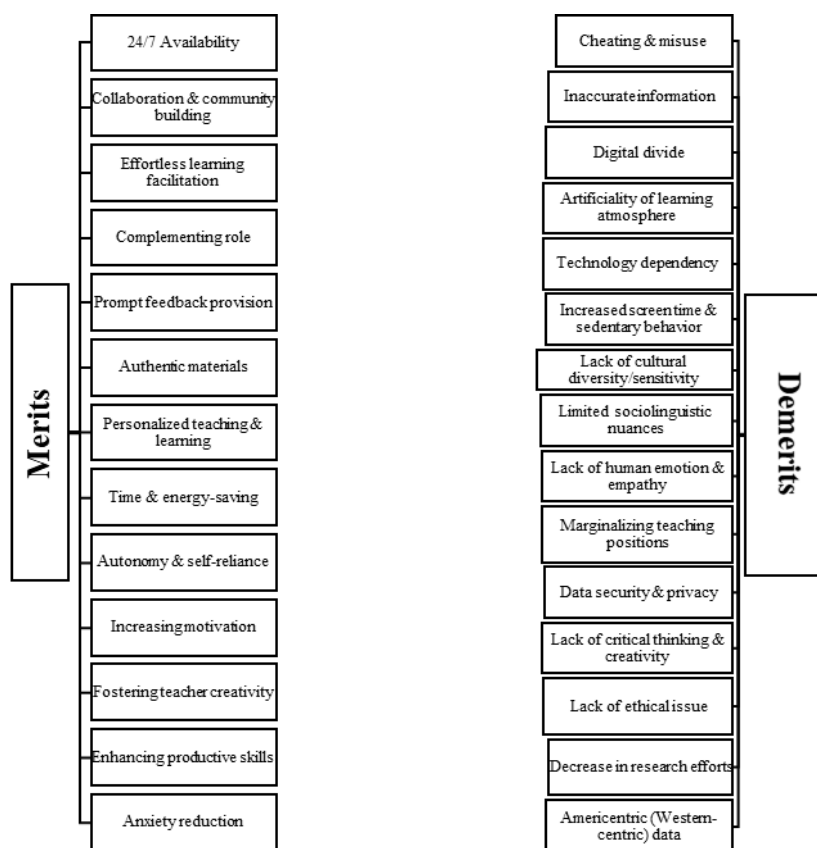 Merits
24/7 Availability
Collaboration & community
building
Effortless learning
facilitation
Complementing role
Prompt feedback provision
Authentic materials
Personalized teaching &
learning
Time & energy-saving
Autonomy & self-reliance
Increasing motivation
Fostering teacher creativity
Enhancing productive skills
Anxiety reduction
Demerits
Cheating & misuse
Inaccurate information
Digital divide
Artificiality of learning
atmosphere
Technology dependency
Increased screen time &
sedentary behavior
Lack of cultural
diversity/sensitivity
Limited sociolinguistic
nuances
Lack of human emotion &
empathy
Marginalizing teaching
positions
Data security & privacy
Lack of critical thinking &
creativity
Lack of ethical issue
Decrease in research efforts
Americentric (Western-
centric) data